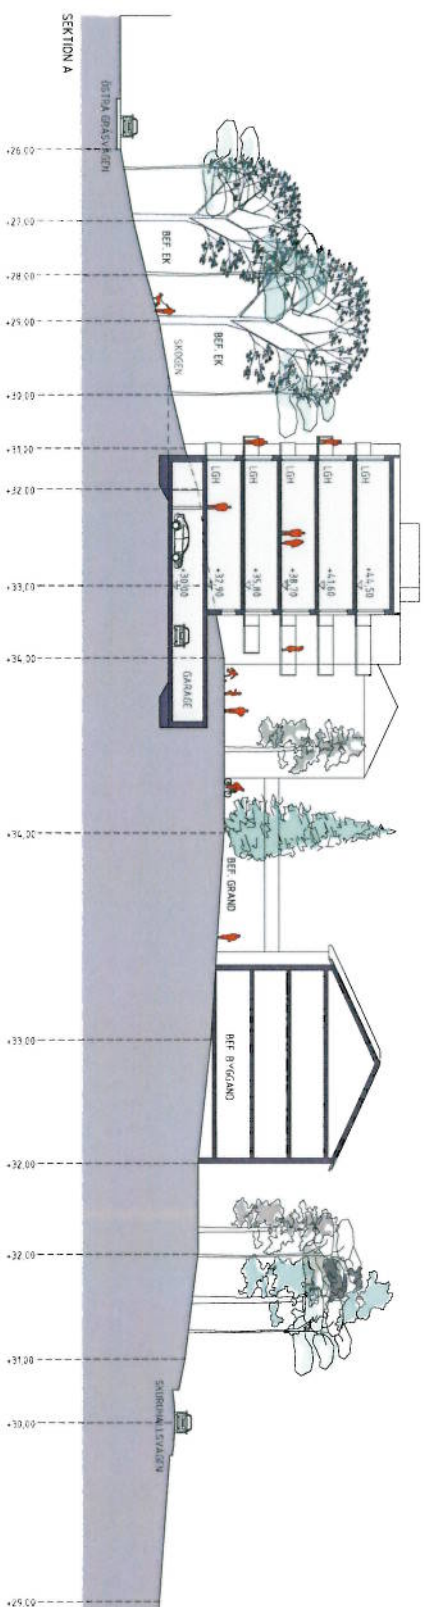 +44.50
LGH
+41.60
LGH
+38.70
LGH
+35.80
LGH
+32.90
LGH
+30.00
GARAGE
BEF. EK
BEF. EK
SKOGEN
BEF. GRAND
BEF BYGGAND
ÖSTRA GRÄSVÄGEN
SKURUHALLSVÄGEN
SEKTION A
+26.00
+27.00
+28.00
+29.00
+30.00
+31.00
+32.00
+33.00
+34.00
+34.00
+33.00
+32.00
+32.00
+31.00
+30.00
+29.00